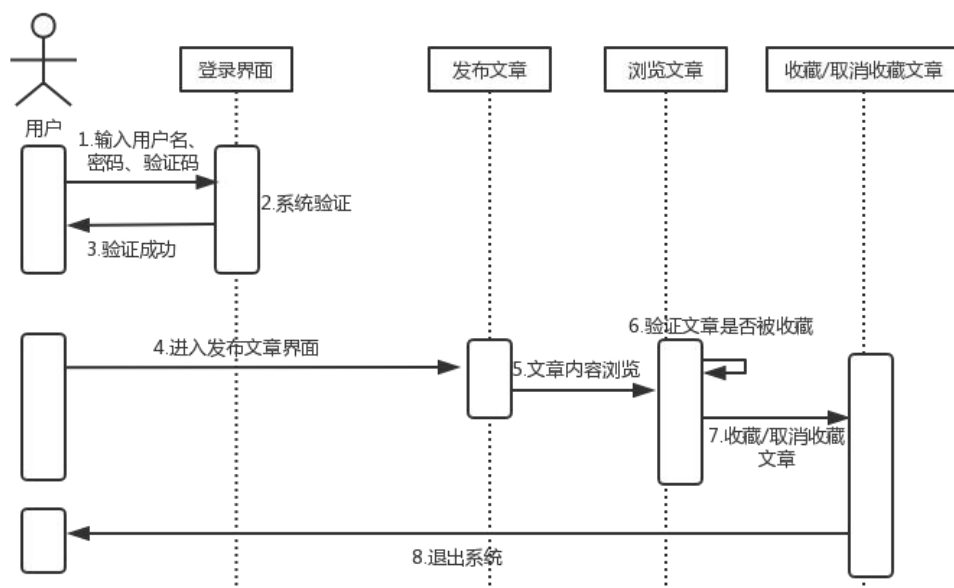 登录界面
发布文章
浏览文章
收藏/取消收藏文章
用户
1.输入用户名、
密码、验证码
2.系统验证
3.验证成功
4.进入发布文章界面
5.文章内容浏览
6.验证文章是否被收藏
7.收藏/取消收藏
文章
8.退出系统